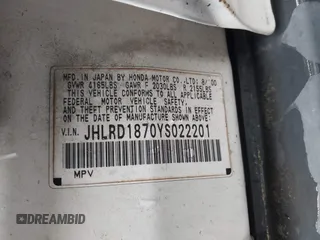 MFD. IN JAPAN BY HONDA MOTOR CO.,LTD: 8/00
GVWR 4165LBS GAWR F 2030LBS R 2155LBS
THIS VEHICLE CONFORMS TO ALL APPLICABLE
FEDERAL MOTOR VEHICLE SAFETY,
AND THEFT PREVENTION STANDARDS
IN EFFECT ON THE DATE OF
MANUFACTURE SHOWN ABOVE.
V.I.N. JHLRD1870YS022201
MPV
DREAMBID